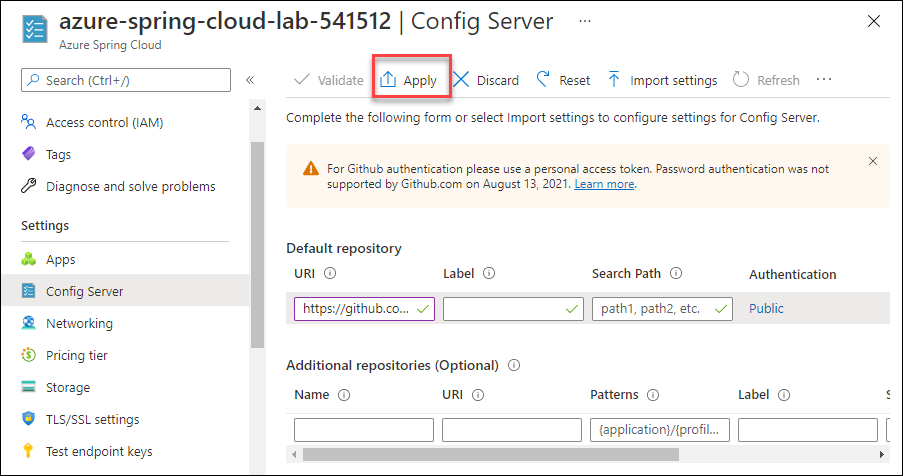 azure-spring-cloud-lab-541512 | Config Server ...
Azure Spring Cloud
Search (Ctrl+/) «
Validate Apply Discard Reset Import settings Refresh ...
Access control (IAM)
Tags
Diagnose and solve problems
Settings
Apps
Config Server
Networking
Pricing tier
Storage
TLS/SSL settings
Test endpoint keys
Complete the following form or select Import settings to configure settings for Config Server.
For Github authentication please use a personal access token. Password authentication was not
supported by Github.com on August 13, 2021. Learn more.
Default repository
URI Label Search Path Authentication
https://github.co... path1, path2, etc. Public
Additional repositories (Optional)
Name URI Patterns Label S
{application}/{profil...